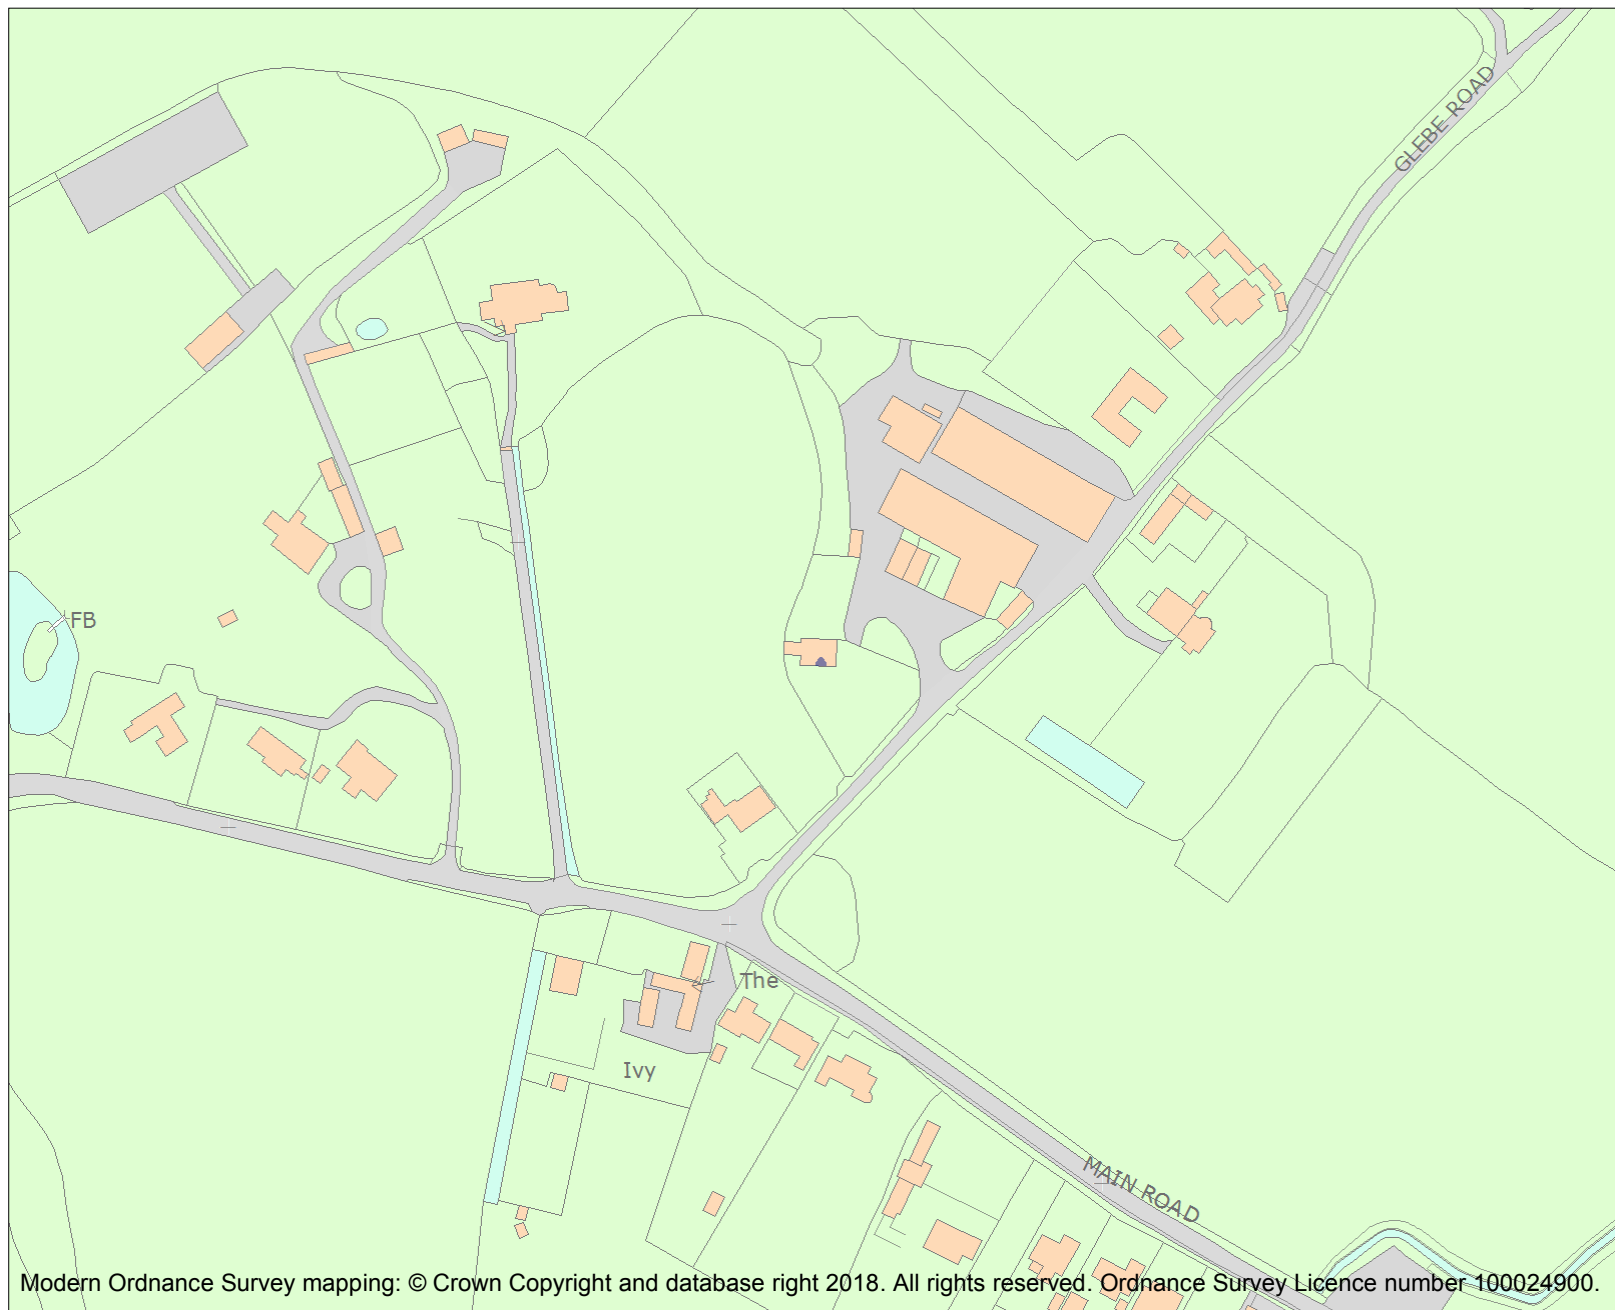 GLEBE ROAD
FB
The
Ivy
MAIN ROAD
Modern Ordnance Survey mapping: © Crown Copyright and database right 2018. All rights reserved. Ordnance Survey Licence number 100024900.